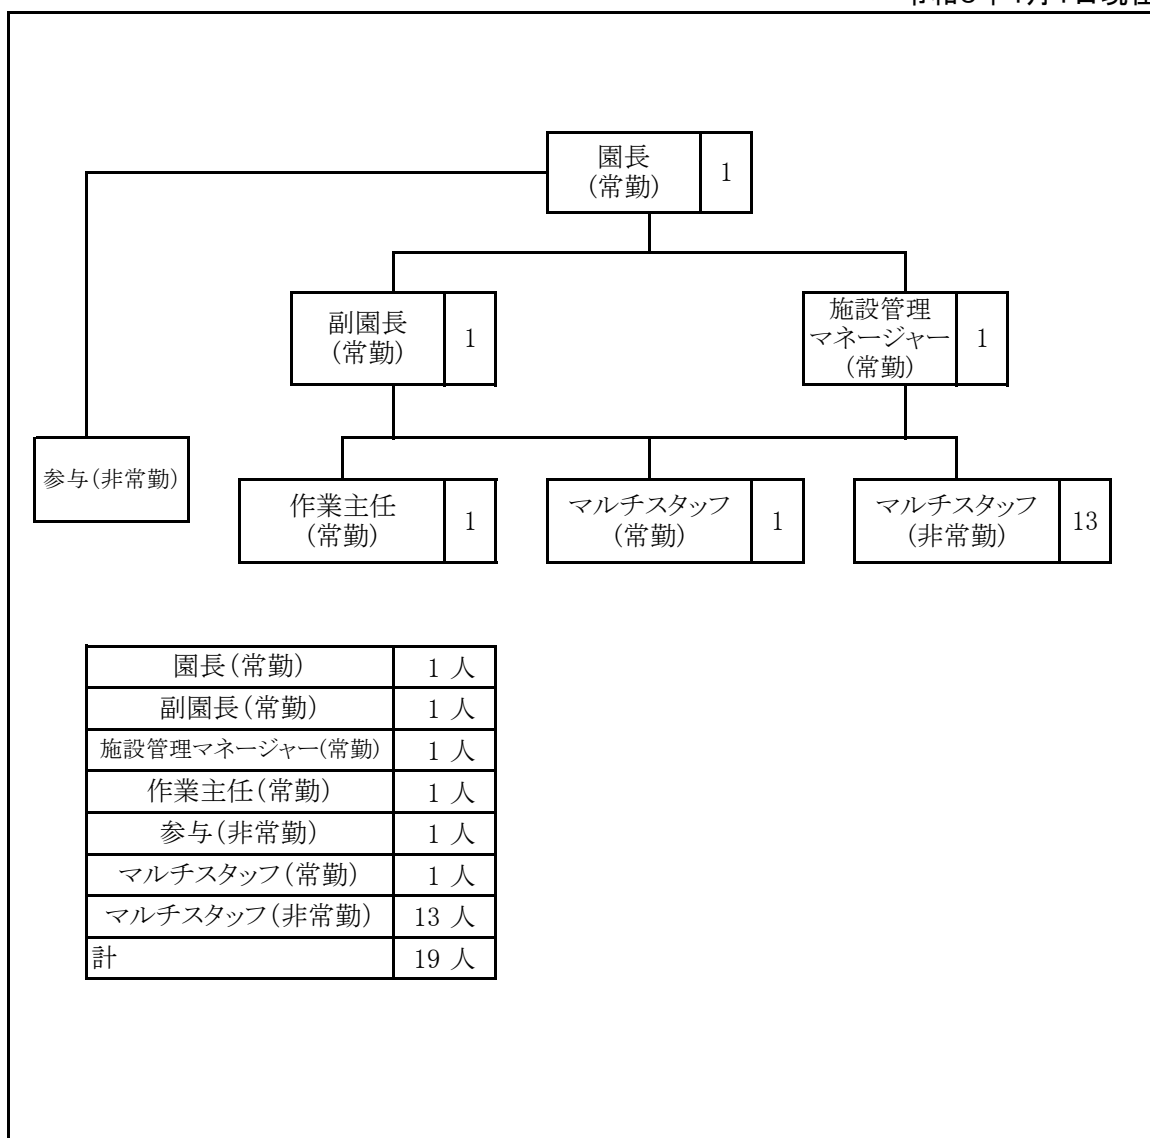 園長
(常勤)
1
副園長
(常勤)
1
施設管理
マネージャー
(常勤)
1
参与(非常勤)
作業主任
(常勤)
1
マルチスタッフ
(常勤)
1
マルチスタッフ
(非常勤)
13
園長(常勤) 1 人
副園長(常勤) 1 人
施設管理マネージャー(常勤) 1 人
作業主任(常勤) 1 人
参与(非常勤) 1 人
マルチスタッフ(常勤) 1 人
マルチスタッフ(非常勤) 13 人
計 19 人